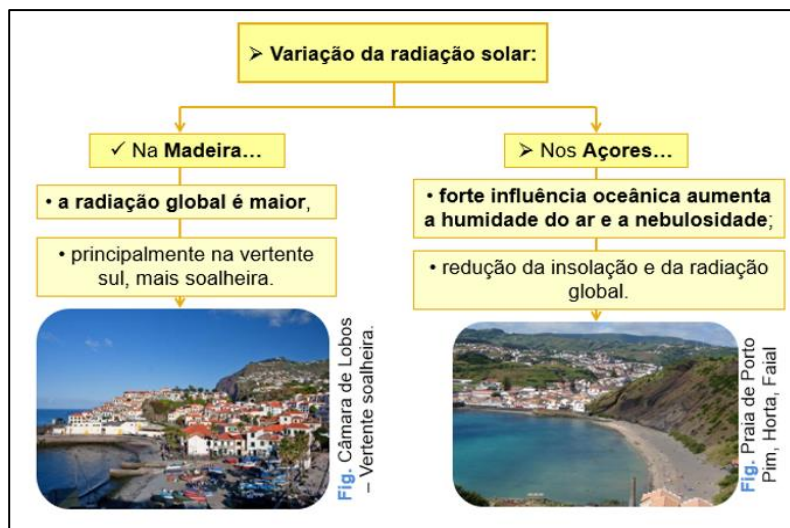 ➢ Variação da radiação solar:
✓ Na Madeira...
• a radiação global é maior,
• principalmente na vertente
sul, mais soalheira.
Fig. Câmara de Lobos
– Vertente soalheira.
➢ Nos Açores...
• forte influência oceânica aumenta
a humidade do ar e a nebulosidade;
• redução da insolação e da radiação
global.
Fig. Praia de Porto
Pim, Horta, Faial